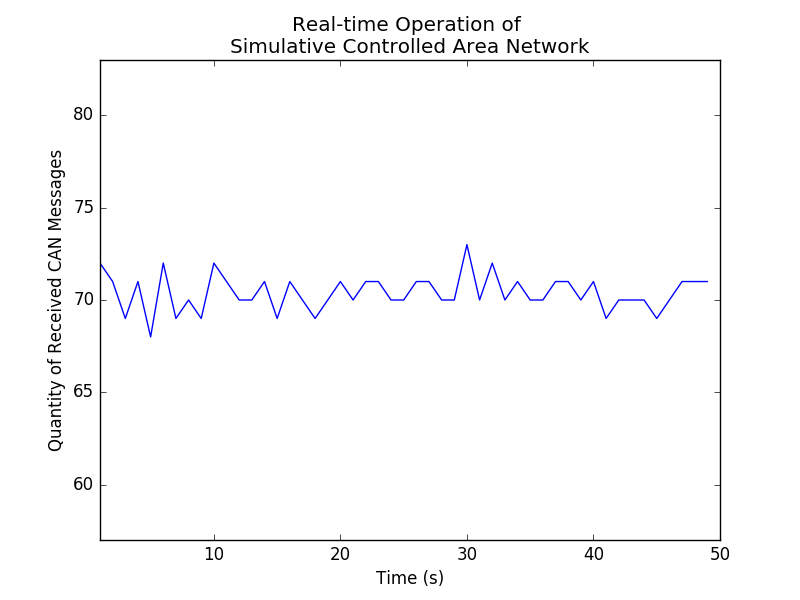 Real-time Operation of
Simulative Controlled Area Network
Quantity of Received CAN Messages
80
75
70
65
60
10
20
30
40
50
Time (s)